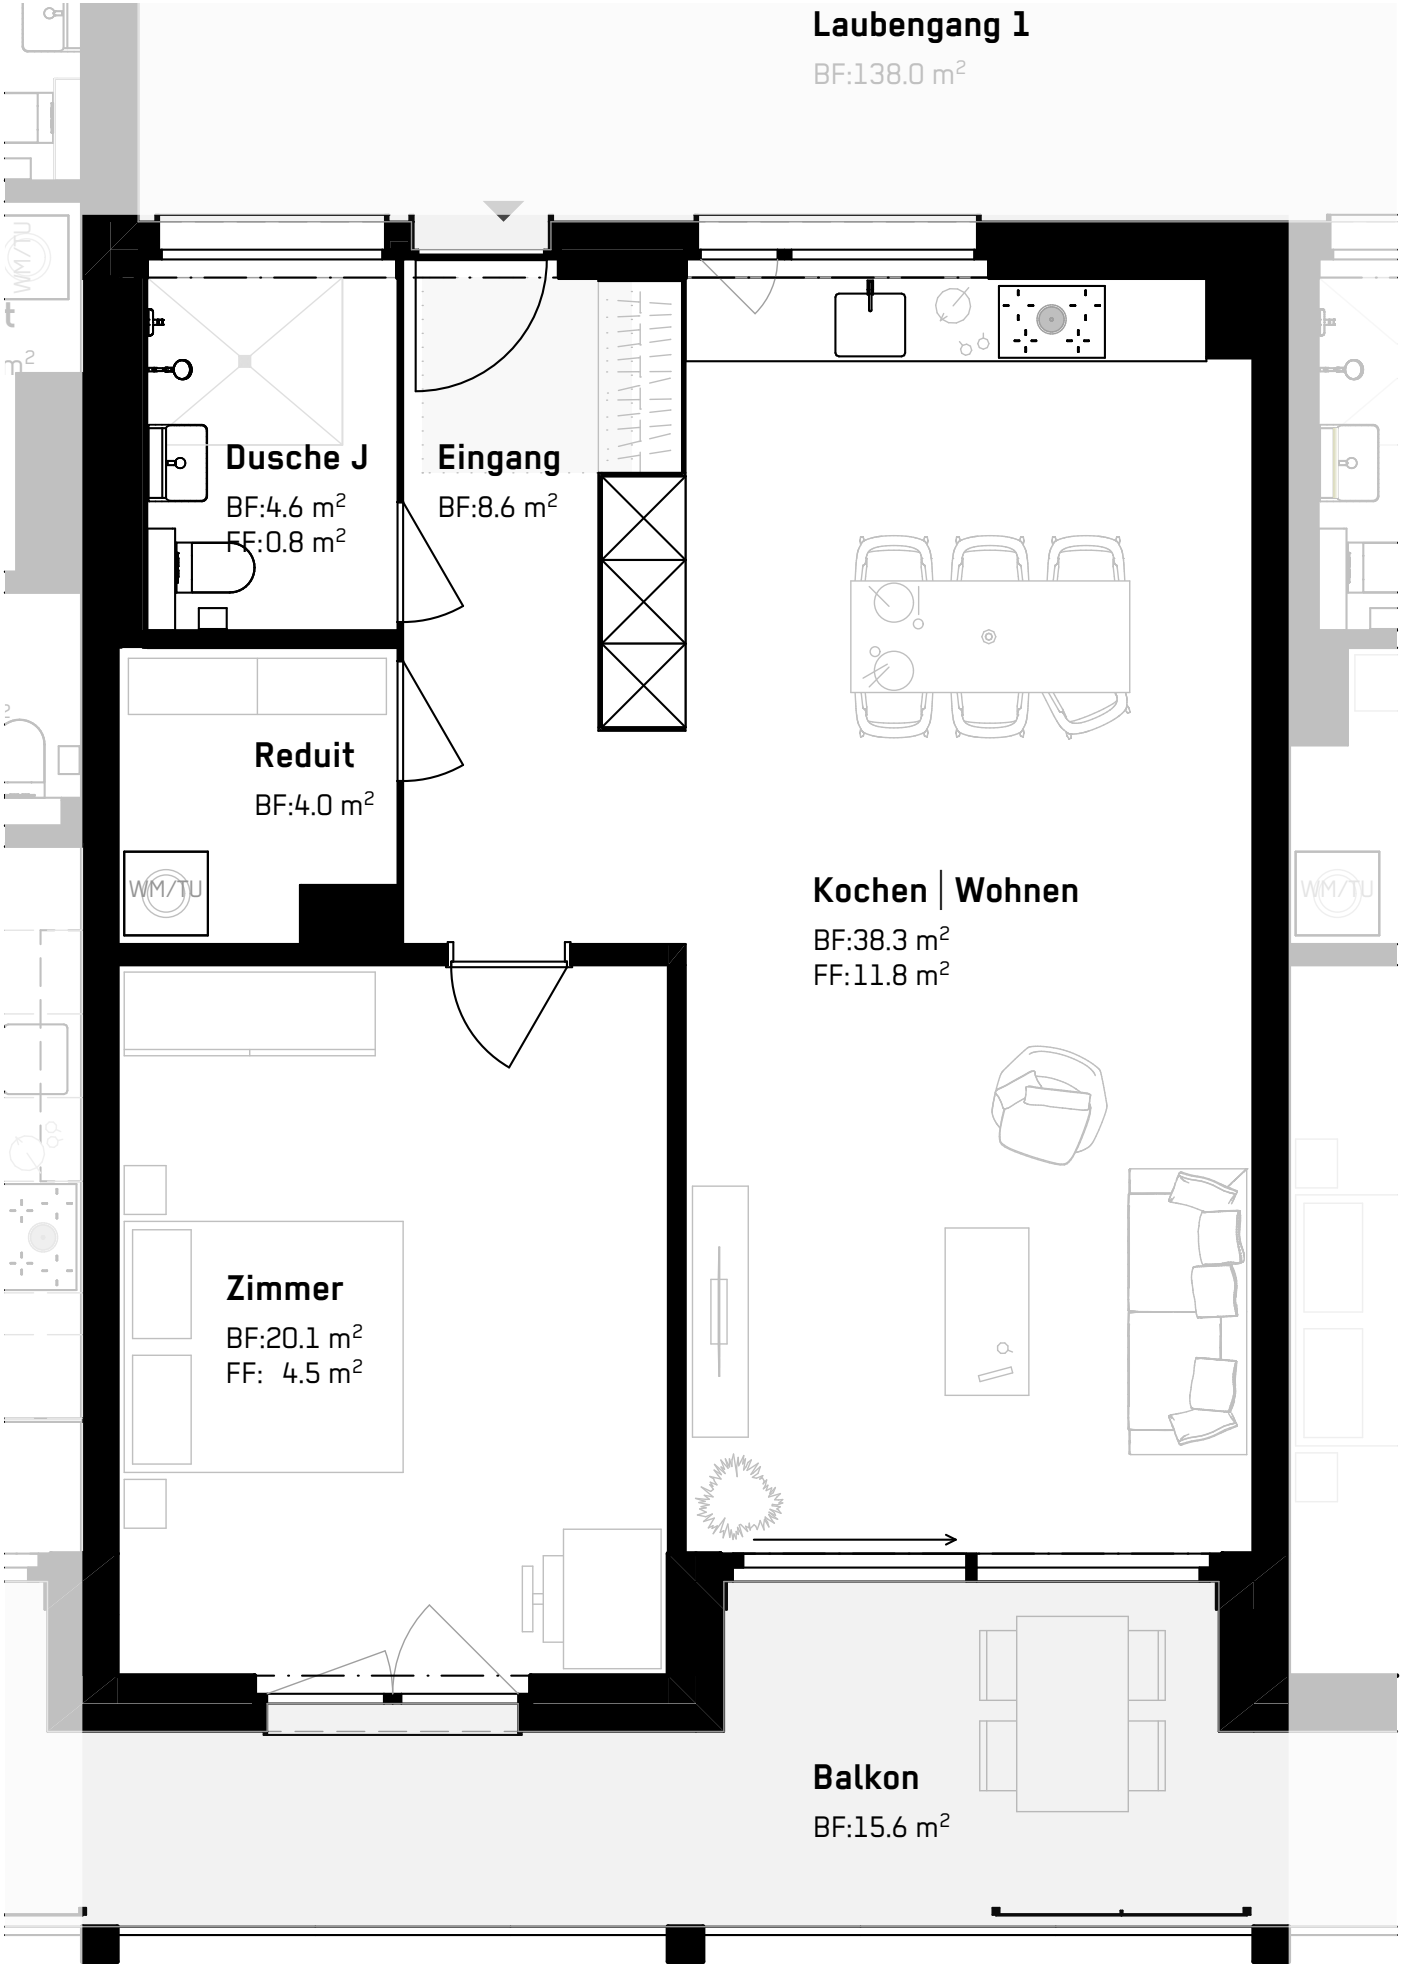 Laubengang 1
BF:138.0 m²
WM/TU
t
m²
Dusche J
BF:4.6 m²
FF:0.8 m²
Eingang
BF:8.6 m²
Reduit
BF:4.0 m²
WM/TU
Kochen | Wohnen
BF:38.3 m²
FF:11.8 m²
WM/TU
Zimmer
BF:20.1 m²
FF: 4.5 m²
Balkon
BF:15.6 m²